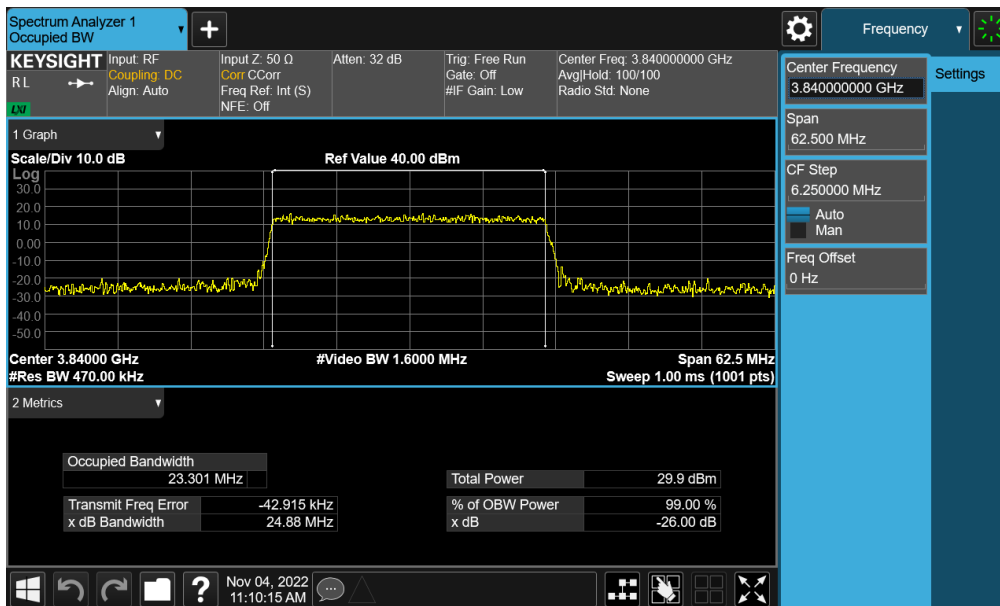 Spectrum Analyzer 1
Occupied BW
+
Frequency
KEYSIGHT
R L
LXI
Input: RF
Coupling: DC
Align: Auto
Input Z: 50 Ω
Corr CCorr
Freq Ref: Int (S)
NFE: Off
Atten: 32 dB
Trig: Free Run
Gate: Off
#IF Gain: Low
Center Freq: 3.840000000 GHz
Avg|Hold: 100/100
Radio Std: None
Center Frequency
3.840000000 GHz
Settings
Span
62.500 MHz
CF Step
6.250000 MHz
Auto
Man
Freq Offset
0 Hz
1 Graph
Scale/Div 10.0 dB
Ref Value 40.00 dBm
Log
30.0
20.0
10.0
0.00
-10.0
-20.0
-30.0
-40.0
-50.0
Center 3.84000 GHz
#Video BW 1.6000 MHz
Span 62.5 MHz
#Res BW 470.00 kHz
Sweep 1.00 ms (1001 pts)
2 Metrics
Occupied Bandwidth
23.301 MHz
Total Power 29.9 dBm
Transmit Freq Error -42.915 kHz
% of OBW Power 99.00 %
x dB Bandwidth 24.88 MHz
x dB -26.00 dB
?
Nov 04, 2022
11:10:15 AM